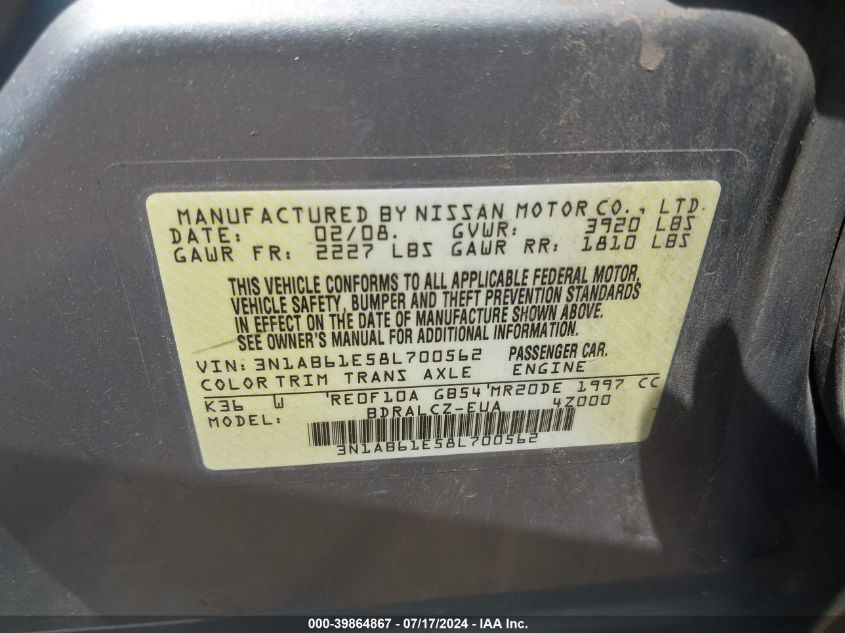 MANUFACTURED BY NISSAN MOTOR CO., LTD.
DATE: 02/08. GVWR: 3920 LBS
GAWR FR: 2227 LBS GAWR RR: 1810 LBS
THIS VEHICLE CONFORMS TO ALL APPLICABLE FEDERAL MOTOR,
VEHICLE SAFETY, BUMPER AND THEFT PREVENTION STANDARDS
IN EFFECT ON THE DATE OF MANUFACTURE SHOWN ABOVE.
SEE OWNER'S MANUAL FOR ADDITIONAL INFORMATION.
VIN: 3N1AB61E58L700562 PASSENGER CAR.
COLOR TRIM TRANS AXLE ENGINE
K36 W 'RE0F10A GB54'MR20DE 1997 CC
MODEL: BDRALCZ-EUA 4Z000
3N1AB61E58L700562
000-39864867 / 07/17/2024 - IAA Inc.